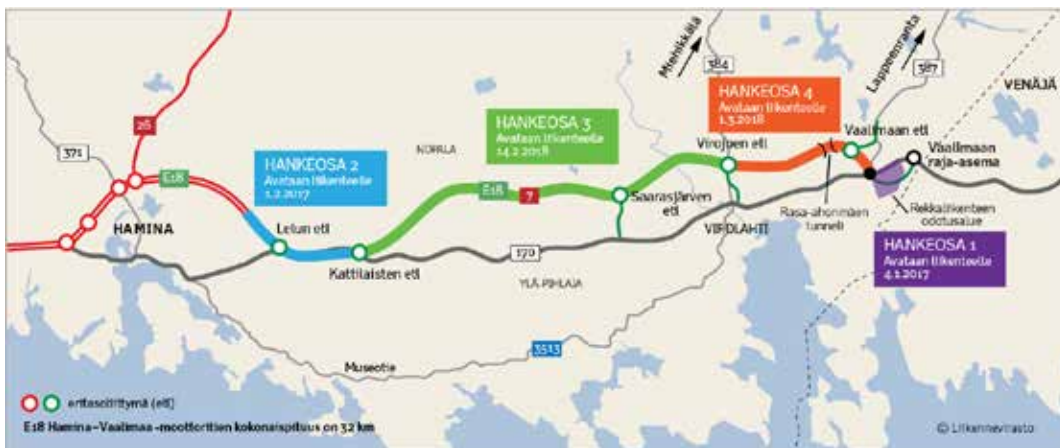 Miehikkälä
Lappeenranta
384
387
VENÄJÄ
HANKEOSA 4
Avataan liikenteelle
1.3.2018
26
HANKEOSA 3
Avataan liikenteelle
14.2.2018
Virojoen etl
Vaalimaan etl
371
HANKEOSA 2
Avataan liikenteelle
1.2.2017
Vaalimaan
raja-asema
E18
E18
7
Saarasjärven
etl
Rasa-ahonmäen
tunneli
Rekkaliikenteen
odotusalue
HAMINA
Lelun etl
VIROLAHTI
Kattilaisten etl
170
YLÄ-PIHLAJA
HANKEOSA 1
Avataan liikenteelle
4.1.2017
3513
Museotie
eritasoliittymä (etl)
E18 Hamina–Vaalimaa -moottoritien kokonaispituus on 32 km
© Liikennevirasto